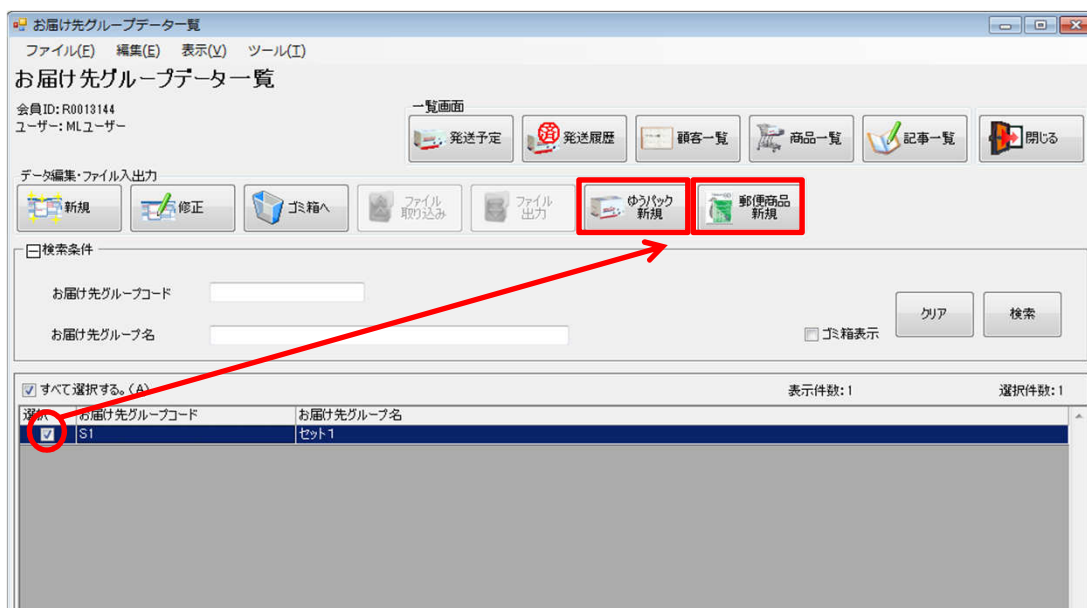 お届け先グループデータ一覧
ファイル(F) 編集(E) 表示(V) ツール(T)
お届け先グループデータ一覧
会員ID: R0013144
ユーザー: MLユーザー
一覧画面
発送予定 済 発送履歴 顧客一覧 商品一覧 記事一覧 閉じる
データ編集・ファイル入出力
新規 修正 ゴミ箱へ ファイル取り込み ファイル出力 ゆうパック新規 郵便商品新規
検索条件
お届け先グループコード
お届け先グループ名
ゴミ箱表示 クリア 検索
すべて選択する。(A) 表示件数: 1 選択件数: 1
選択 お届け先グループコード お届け先グループ名
S1 セット1